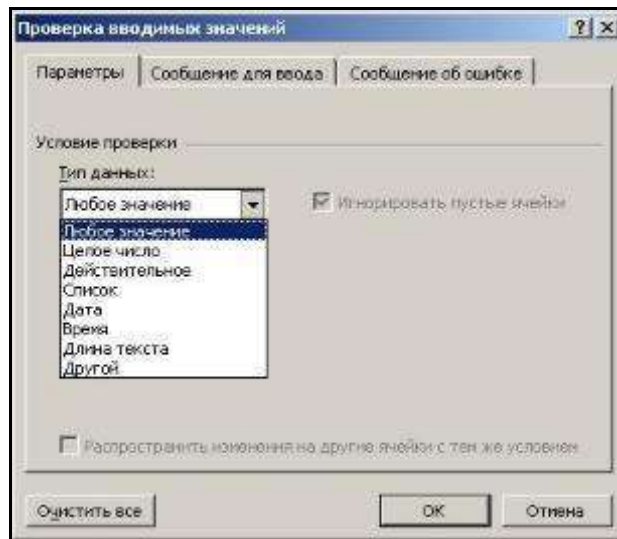 Проверка вводимых значений
Параметры
Сообщение для ввода
Сообщение об ошибке
Условие проверки
Тип данных:
Любое значение
Игнорировать пустые ячейки
Любое значение
Целое число
Действительное
Список
Дата
Время
Длина текста
Другой
Распространить изменения на другие ячейки с тем же условием
Очистить все
ОК
Отмена